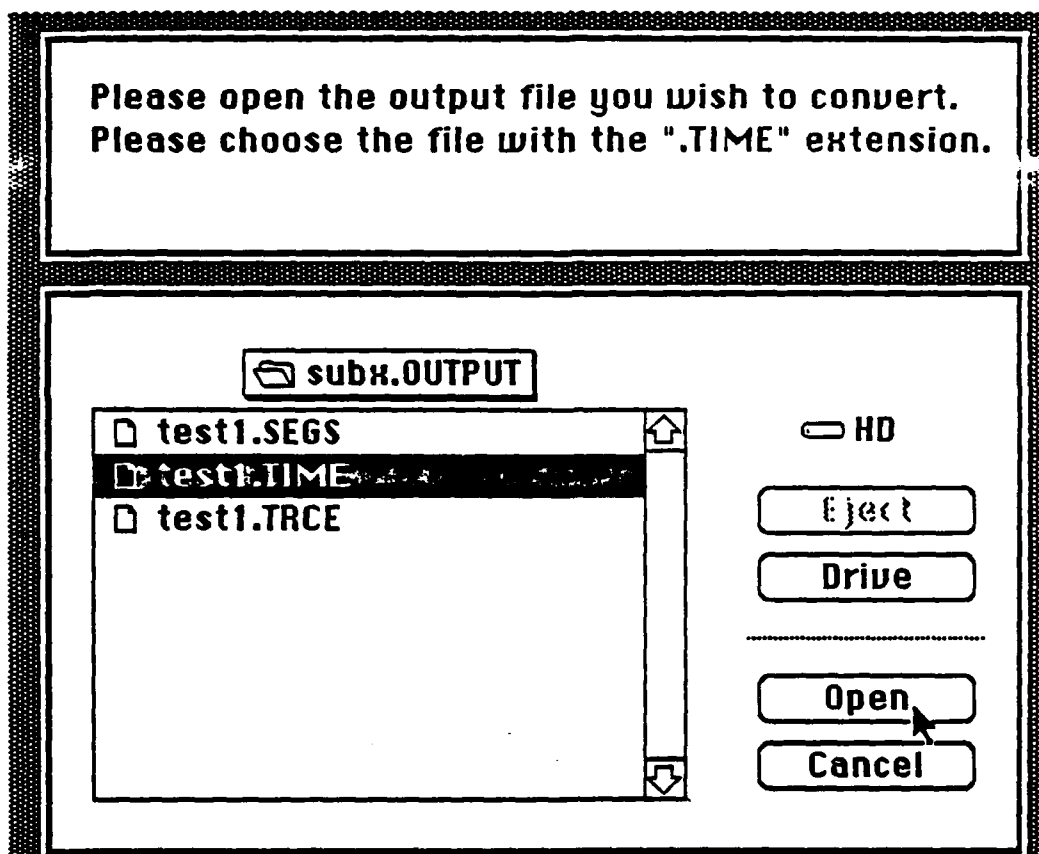 Please open the output file you wish to convert.
Please choose the file with the ".TIME" extension.
subx.OUTPUT
test1.SEGS
test1.TIME
test1.TRCE
HD
Eject
Drive
Open
Cancel